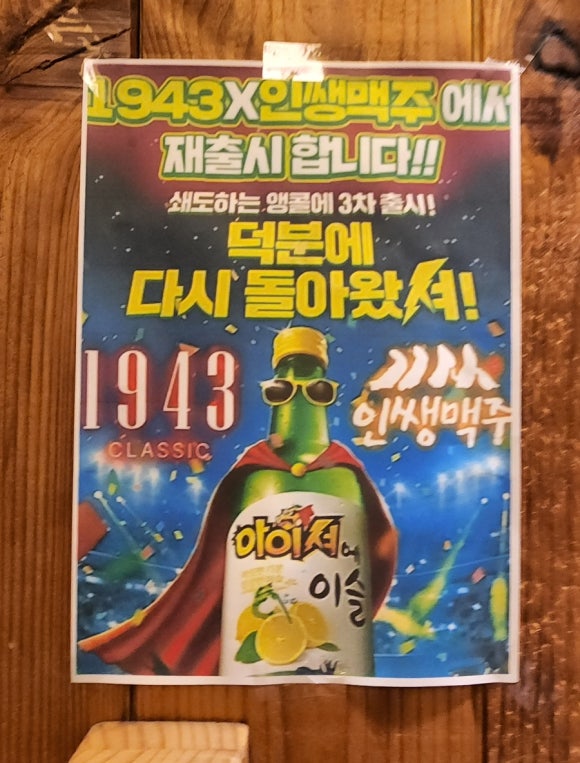 1943X인쌩맥주 에서
재출시 합니다!!
쇄도하는 앵콜에 3차 출시!
덕분에
다시 돌아왔셔!
1943
CLASSIC
인쌩맥주
아이셔에
이슬